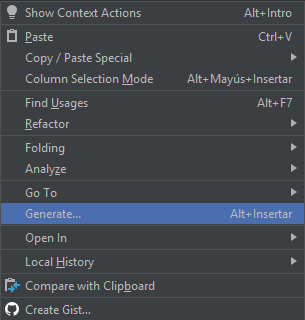 Show Context Actions Alt+Intro
Paste Ctrl+V
Copy / Paste Special
Column Selection Mode Alt+Mayús+Insertar
Find Usages Alt+F7
Refactor
Folding
Analyze
Go To
Generate... Alt+Insertar
Open In
Local History
Compare with Clipboard
Create Gist...